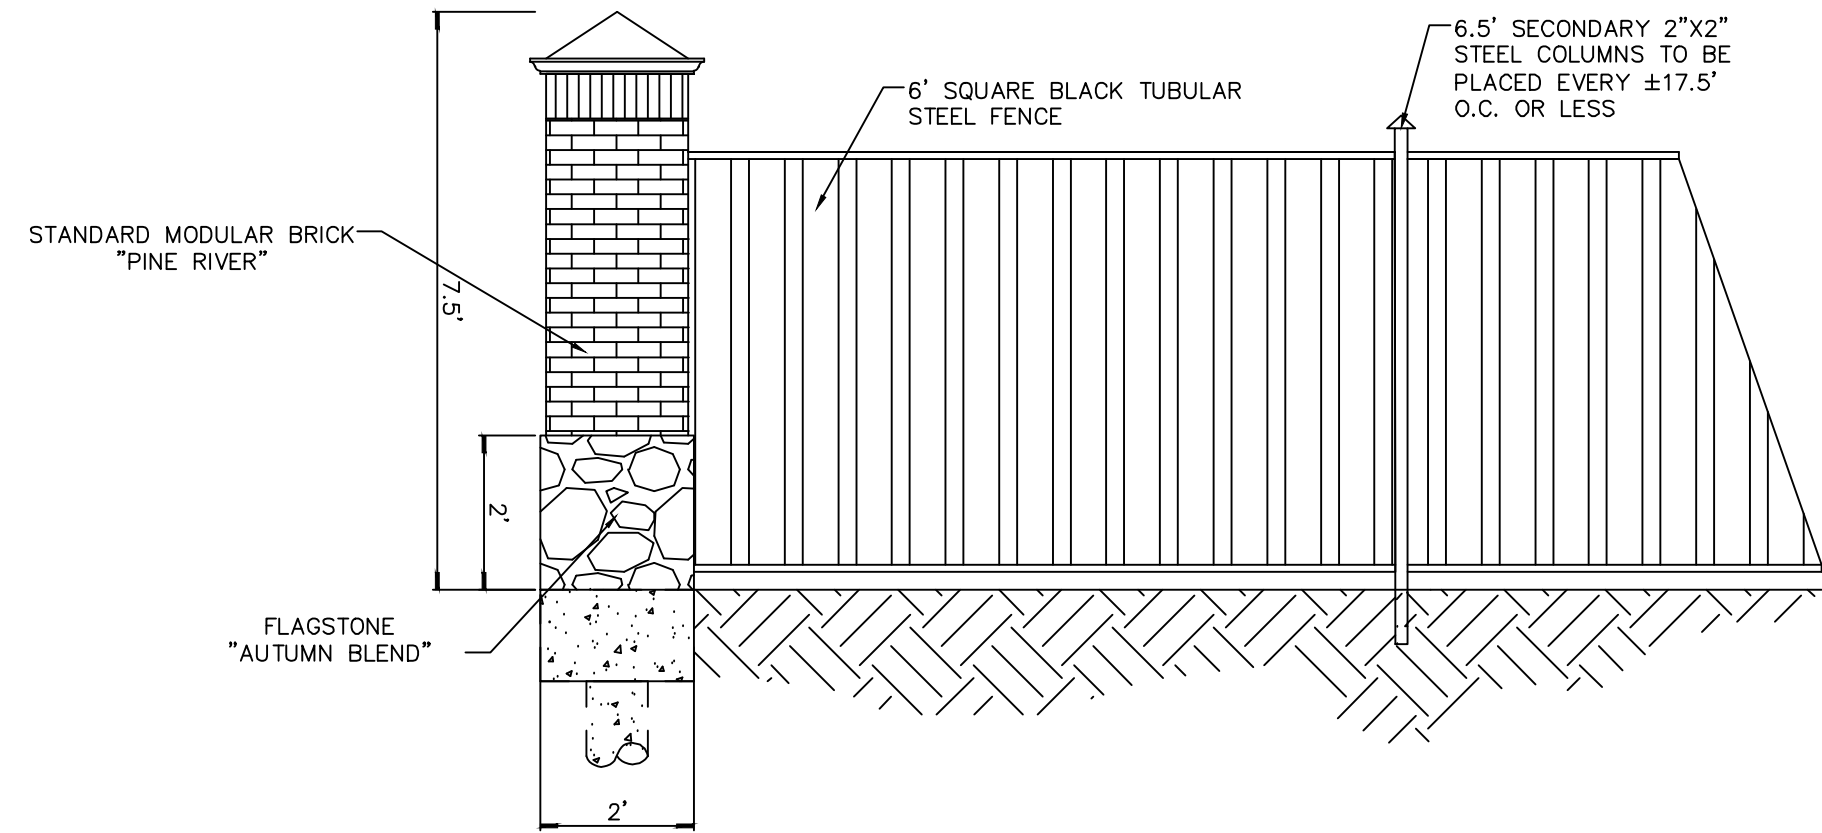 6.5' SECONDARY 2"X2"
STEEL COLUMNS TO BE
PLACED EVERY ±17.5'
O.C. OR LESS
6' SQUARE BLACK TUBULAR
STEEL FENCE
STANDARD MODULAR BRICK
"PINE RIVER"
7.5'
2'
FLAGSTONE
"AUTUMN BLEND"
2'